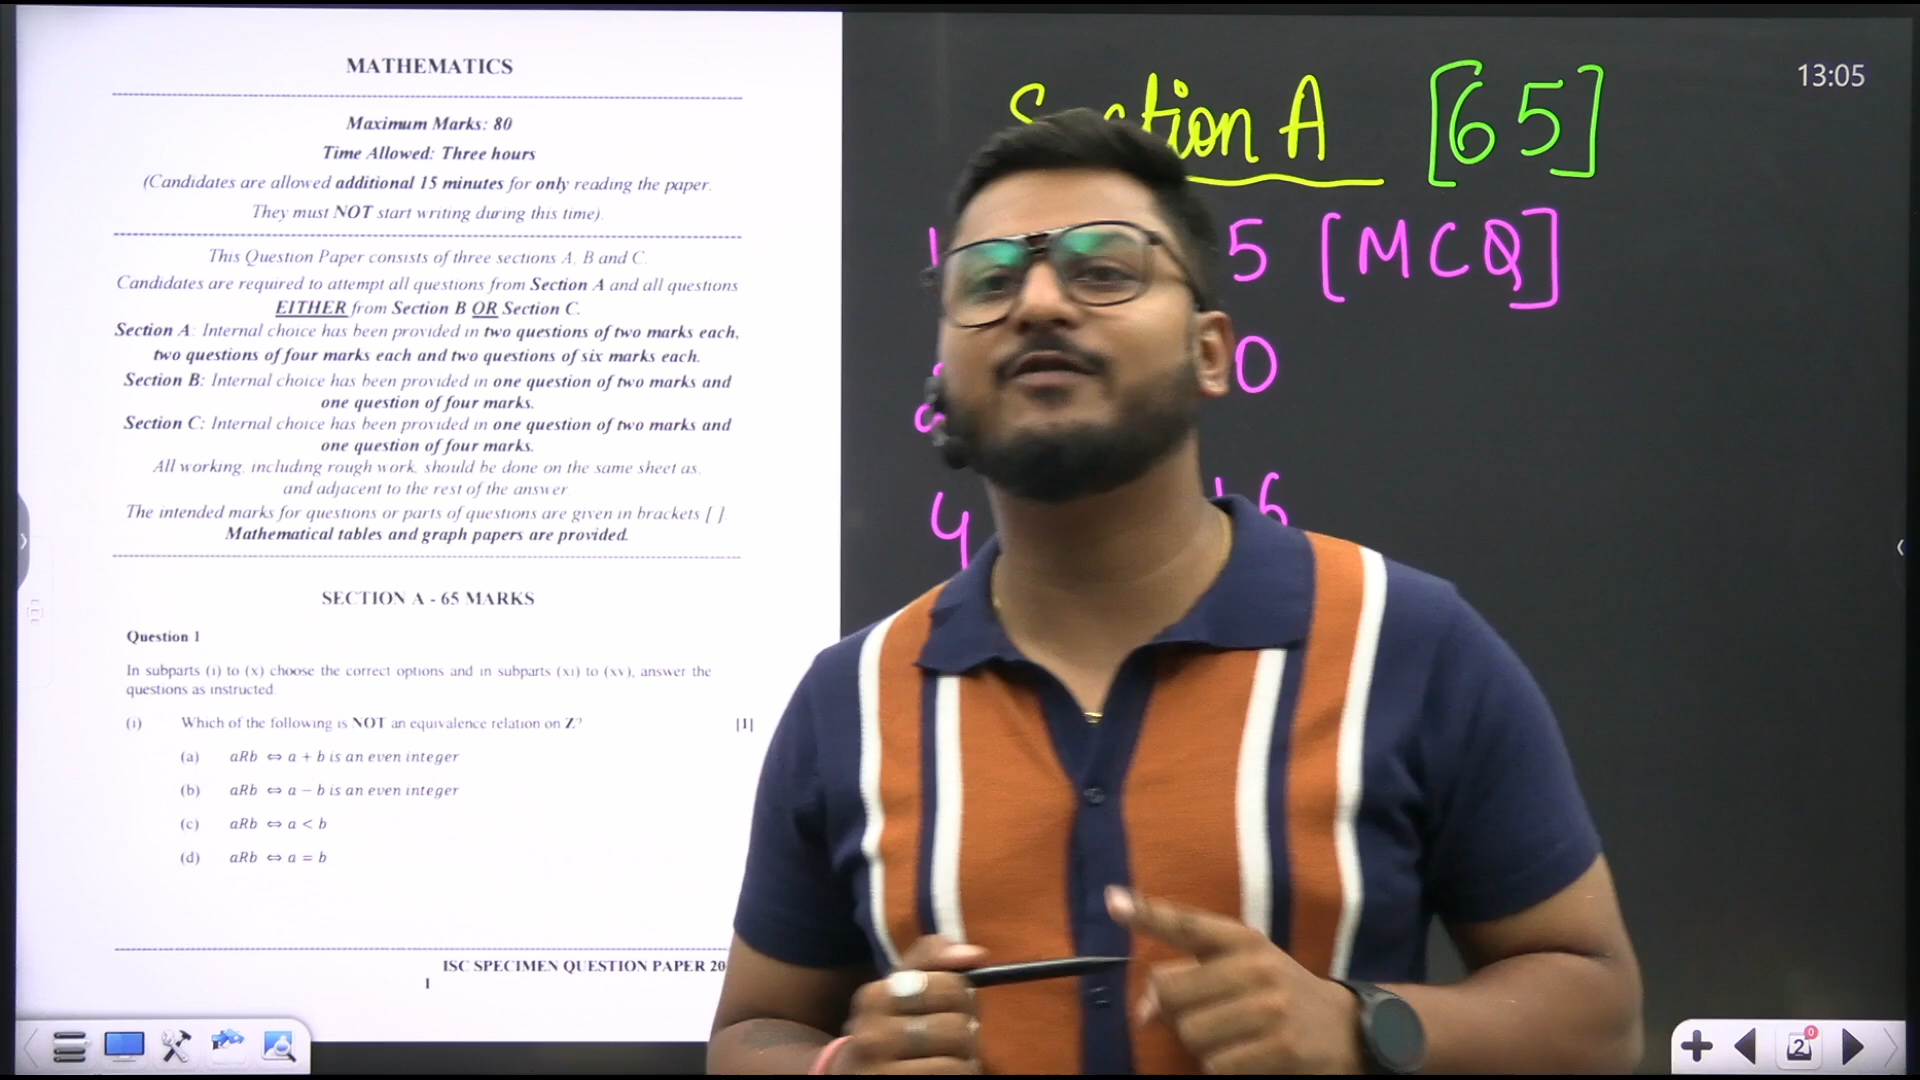 MATHEMATICS
Maximum Marks: 80
Time Allowed: Three hours
(Candidates are allowed additional 15 minutes for only reading the paper.
They must NOT start writing during this time).
This Question Paper consists of three sections A, B and C.
Candidates are required to attempt all questions from Section A and all questions
EITHER from Section B OR Section C.
Section A: Internal choice has been provided in two questions of two marks each,
two questions of four marks each and two questions of six marks each.
Section B: Internal choice has been provided in one question of two marks and
one question of four marks.
Section C: Internal choice has been provided in one question of two marks and
one question of four marks.
All working, including rough work, should be done on the same sheet as,
and adjacent to the rest of the answer.
The intended marks for questions or parts of questions are given in brackets [ ].
Mathematical tables and graph papers are provided.
SECTION A - 65 MARKS
Question 1
In subparts (i) to (x) choose the correct options and in subparts (xi) to (xv), answer the
questions as instructed.
(i) Which of the following is NOT an equivalence relation on Z? [1]
(a) aRb ⇔ a + b is an even integer
(b) aRb ⇔ a − b is an even integer
(c) aRb ⇔ a < b
(d) aRb ⇔ a = b
ISC SPECIMEN QUESTION PAPER 20
1
Section A [65]
5 [MCQ]
0
4 16
13:05
2
0